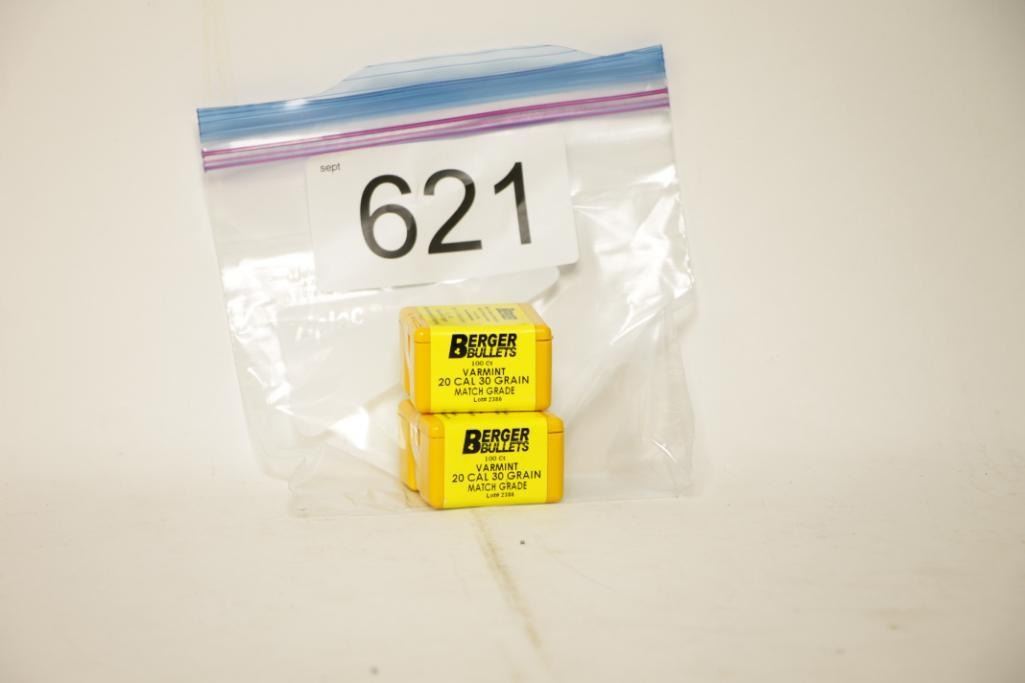 sept
621
BERGER
BULLETS
100 Ct
VARMINT
20 CAL 30 GRAIN
MATCH GRADE
Lot# 2386
BERGER
BULLETS
100 Ct
VARMINT
20 CAL 30 GRAIN
MATCH GRADE
Lot# 2386